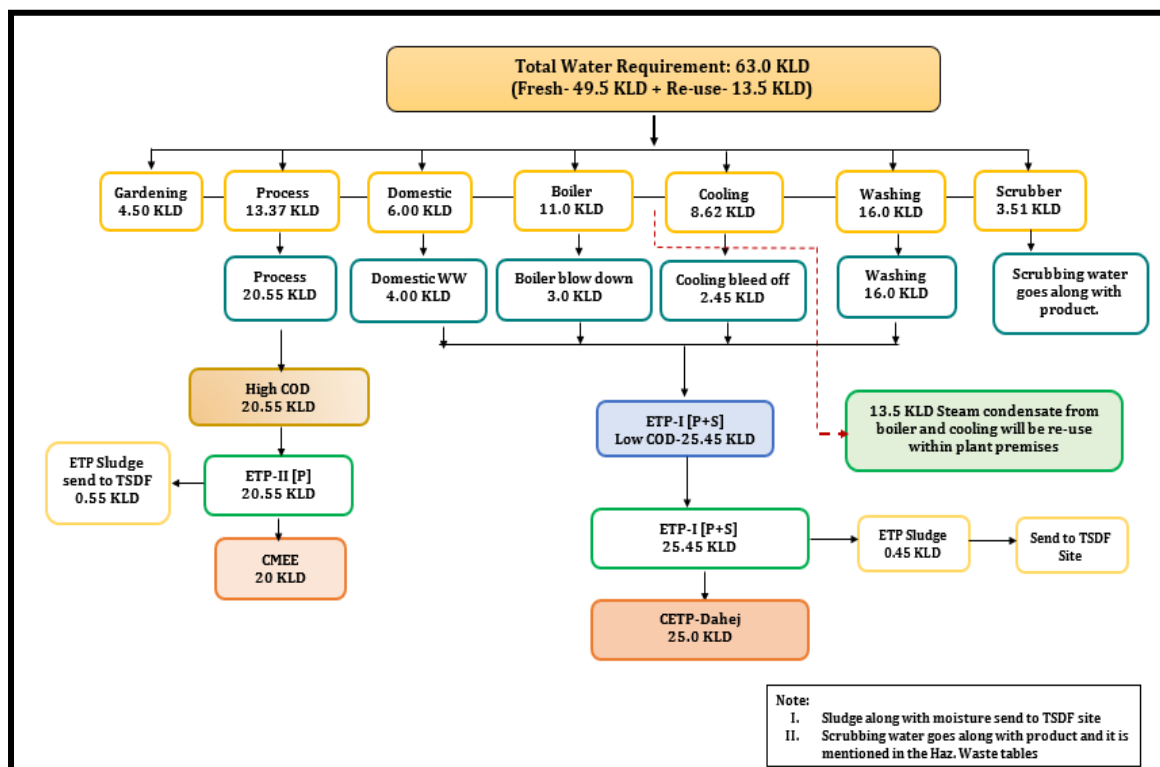 Total Water Requirement: 63.0 KLD
(Fresh- 49.5 KLD + Re-use- 13.5 KLD)
Gardening
4.50 KLD
Process
13.37 KLD
Domestic
6.00 KLD
Boiler
11.0 KLD
Cooling
8.62 KLD
Washing
16.0 KLD
Scrubber
3.51 KLD
Process
20.55 KLD
Domestic WW
4.00 KLD
Boiler blow down
3.0 KLD
Cooling bleed off
2.45 KLD
Washing
16.0 KLD
Scrubbing water
goes along with
product.
High COD
20.55 KLD
ETP-I [P+S]
Low COD-25.45 KLD
13.5 KLD Steam condensate from
boiler and cooling will be re-use
within plant premises
ETP Sludge
send to TSDF
0.55 KLD
ETP-II [P]
20.55 KLD
ETP-I [P+S]
25.45 KLD
ETP Sludge
0.45 KLD
Send to TSDF
Site
CMEE
20 KLD
CETP-Dahej
25.0 KLD
Note:
I. Sludge along with moisture send to TSDF site
II. Scrubbing water goes along with product and it is
mentioned in the Haz. Waste tables